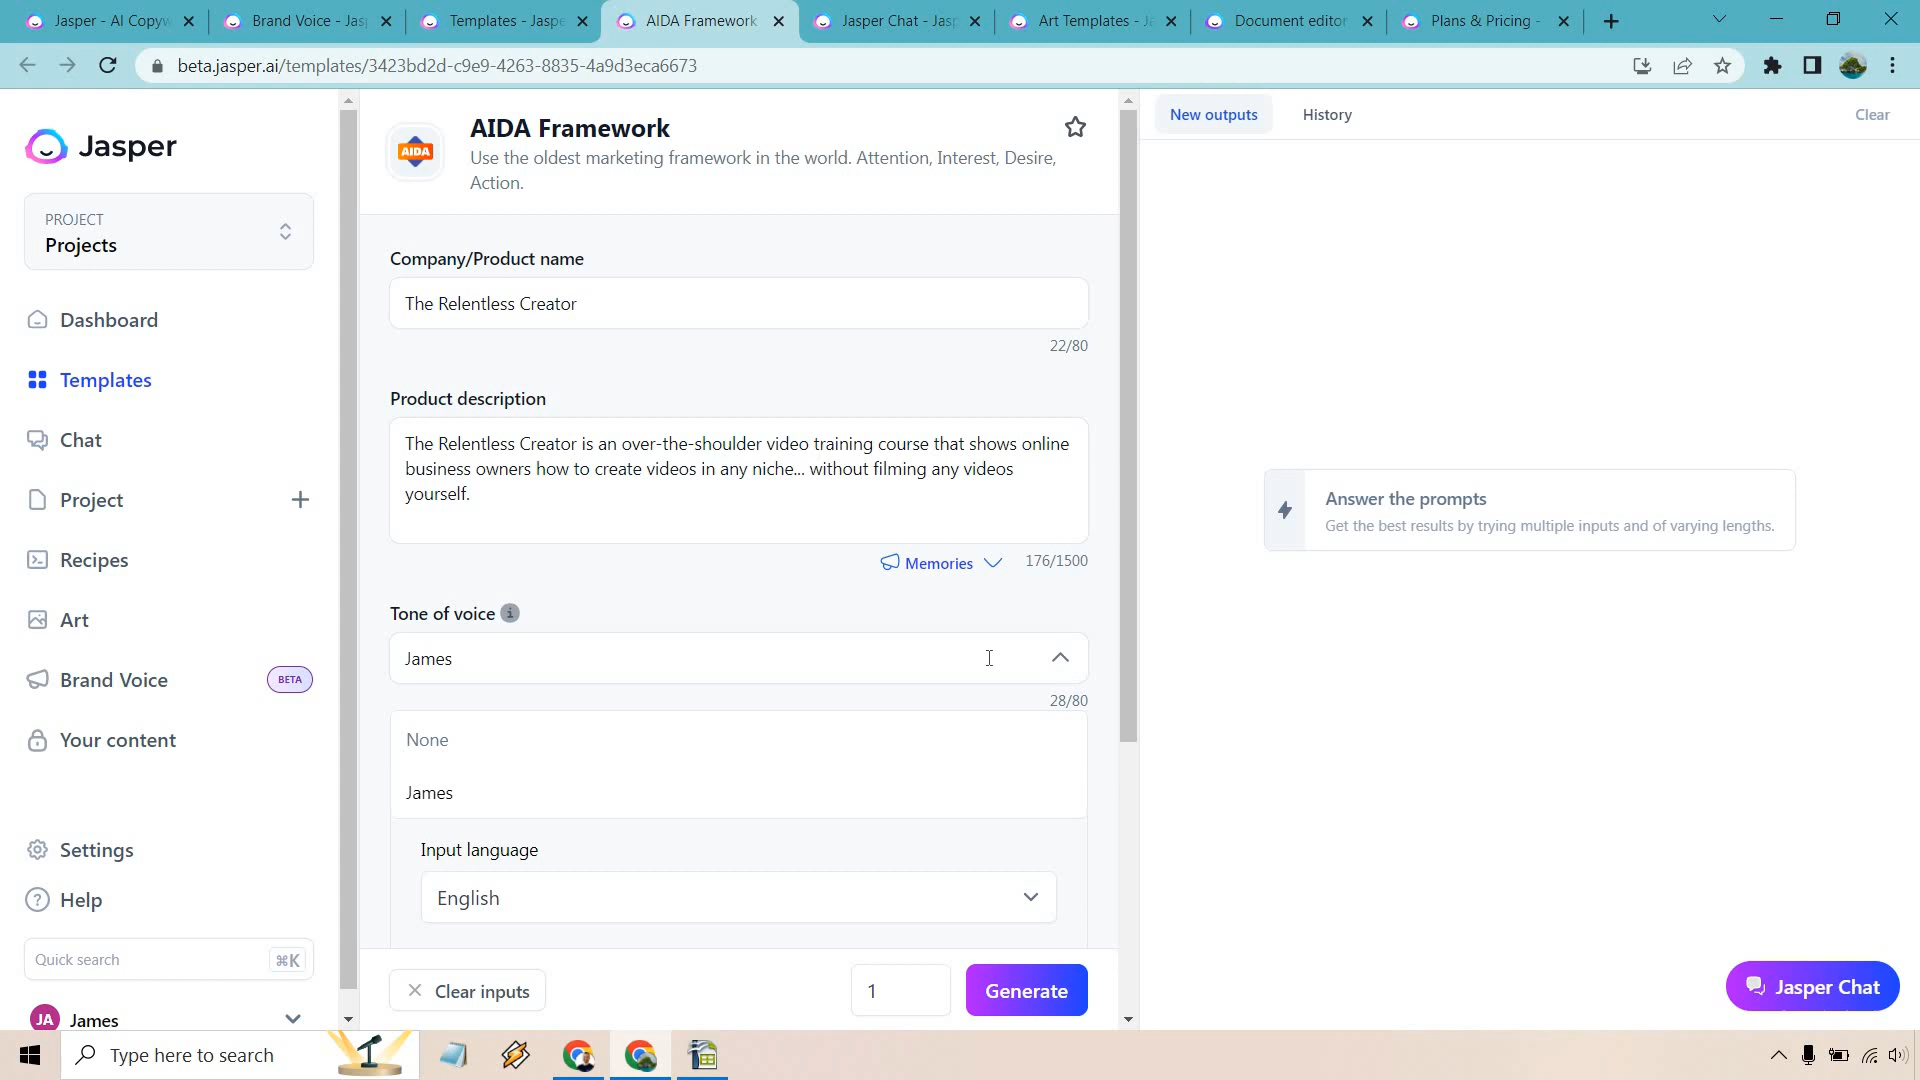 Jasper - AI Copyw
Brand Voice - Jasp
Templates - Jaspe
AIDA Framework
Jasper Chat - Jasp
Art Templates - Ja
Document editor
Plans & Pricing -
beta.jasper.ai/templates/3423bd2d-c9e9-4263-8835-4a9d3eca6673
Jasper
PROJECT
Projects
Dashboard
Templates
Chat
Project
Recipes
Art
Brand Voice
BETA
Your content
Settings
Help
Quick search
⌘K
JA
James
AIDA
AIDA Framework
Use the oldest marketing framework in the world. Attention, Interest, Desire,
Action.
Company/Product name
The Relentless Creator
22/80
Product description
The Relentless Creator is an over-the-shoulder video training course that shows online
business owners how to create videos in any niche... without filming any videos
yourself.
Memories
176/1500
Tone of voice
James
28/80
None
James
Input language
English
Clear inputs
1
Generate
New outputs
History
Clear
Answer the prompts
Get the best results by trying multiple inputs and of varying lengths.
Jasper Chat
Type here to search